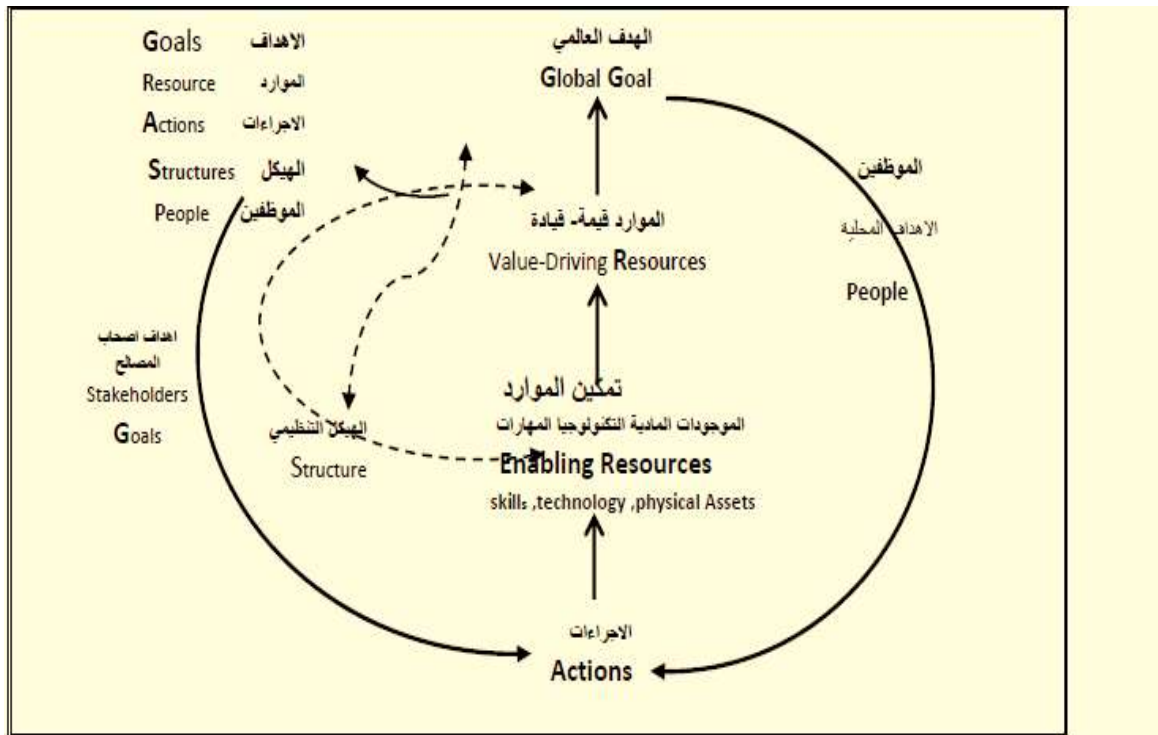 Goals الاهداف
Resource الموارد
Actions الاجراءات
Structures الهيكل
People الموظفين
الهدف العالمي
Global Goal
الموظفين
الاهداف المحلية
People
الموارد قيمة- قيادة
Value-Driving Resources
اهداف اصحاب
المصالح
Stakeholders
Goals
الهيكل التنظيمي
Structure
تمكين الموارد
الموجودات المادية التكنولوجيا المهارات
Enabling Resources
skills ,technology ,physical Assets
الاجراءات
Actions